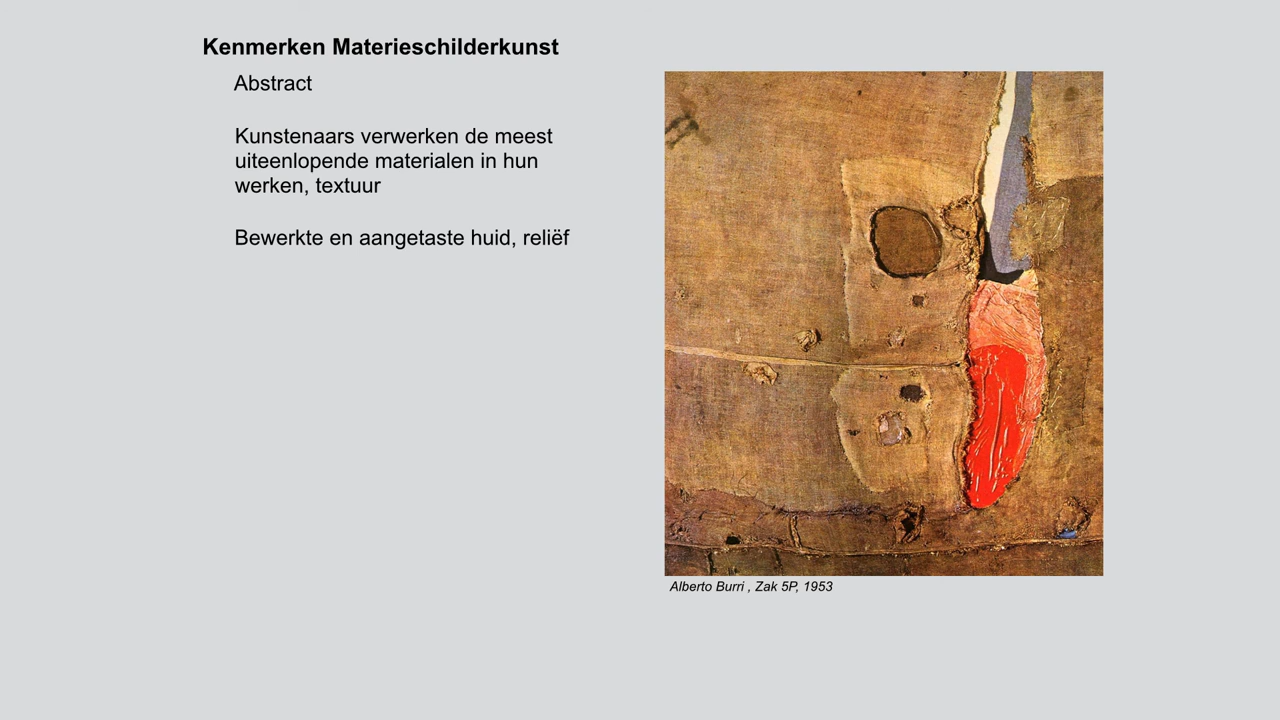 Kenmerken Materieschilderkunst
Abstract
Kunstenaars verwerken de meest
uiteenlopende materialen in hun
werken, textuur
Bewerkte en aangetaste huid, reliëf
Alberto Burri , Zak 5P, 1953